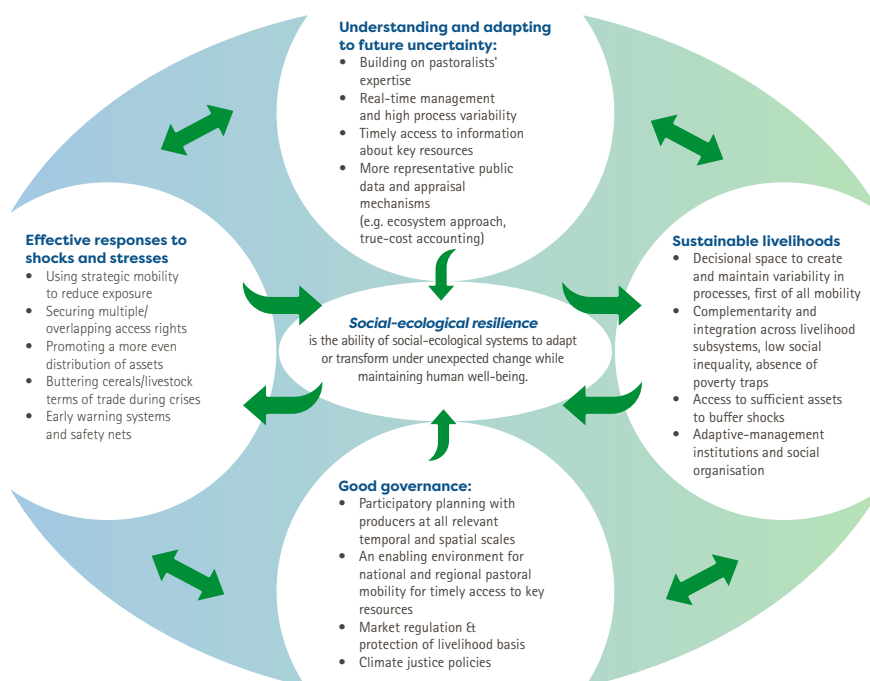 Understanding and adapting
to future uncertainty:
• Building on pastoralists'
expertise
• Real-time management
and high process variability
• Timely access to information
about key resources
• More representative public
data and appraisal
mechanisms
(e.g. ecosystem approach,
true-cost accounting)
Effective responses to
shocks and stresses
• Using strategic mobility
to reduce exposure
• Securing multiple/
overlapping access rights
• Promoting a more even
distribution of assets
• Buttering cereals/livestock
terms of trade during crises
• Early warning systems
and safety nets
Social-ecological resilience
is the ability of social-ecological systems to adapt
or transform under unexpected change while
maintaining human well-being.
Sustainable livelihoods
• Decisional space to create
and maintain variability in
processes, first of all mobility
• Complementarity and
integration across livelihood
subsystems, low social
inequality, absence of
poverty traps
• Access to sufficient assets
to buffer shocks
• Adaptive-management
institutions and social
organisation
Good governance:
• Participatory planning with
producers at all relevant
temporal and spatial scales
• An enabling environment for
national and regional pastoral
mobility for timely access to key
resources
• Market regulation &
protection of livelihood basis
• Climate justice policies